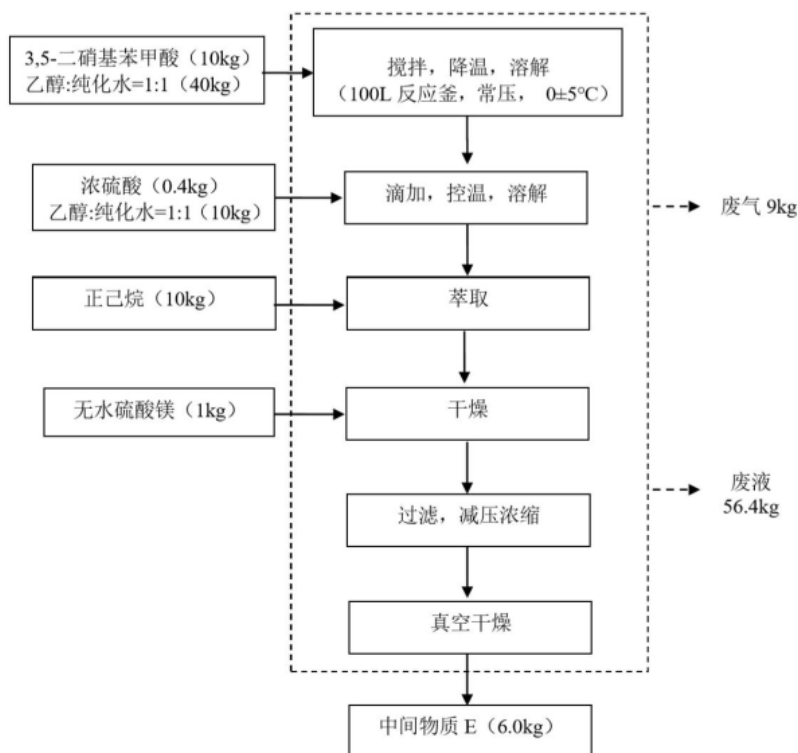 3,5-二硝基苯甲酸（10kg）
乙醇:纯化水=1:1（40kg）
搅拌，降温，溶解
（100L 反应釜，常压， 0±5℃）
浓硫酸（0.4kg）
乙醇:纯化水=1:1（10kg）
滴加，控温，溶解
废气 9kg
正己烷（10kg）
萃取
无水硫酸镁（1kg）
干燥
过滤，减压浓缩
废液
56.4kg
真空干燥
中间物质 E（6.0kg）